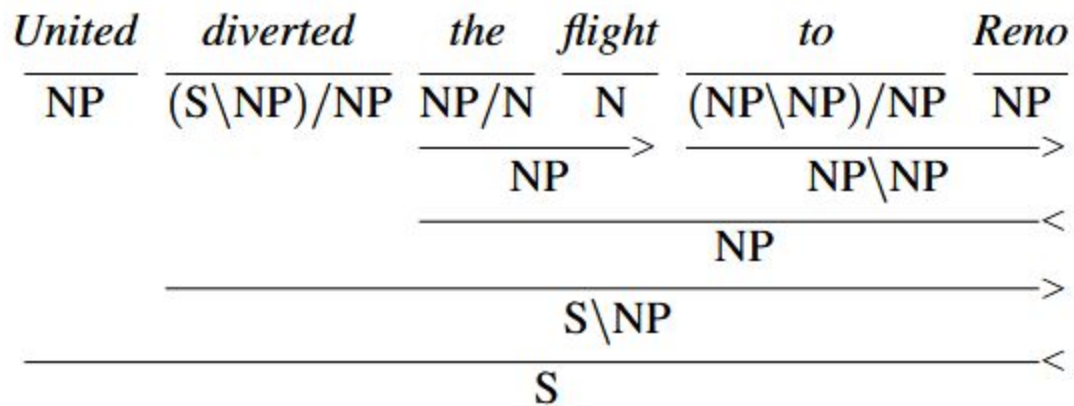 United diverted the flight to Reno
NP (S\NP)/NP NP/N N (NP\NP)/NP NP
> >
NP NP\NP
<
NP
>
S\NP
<
S